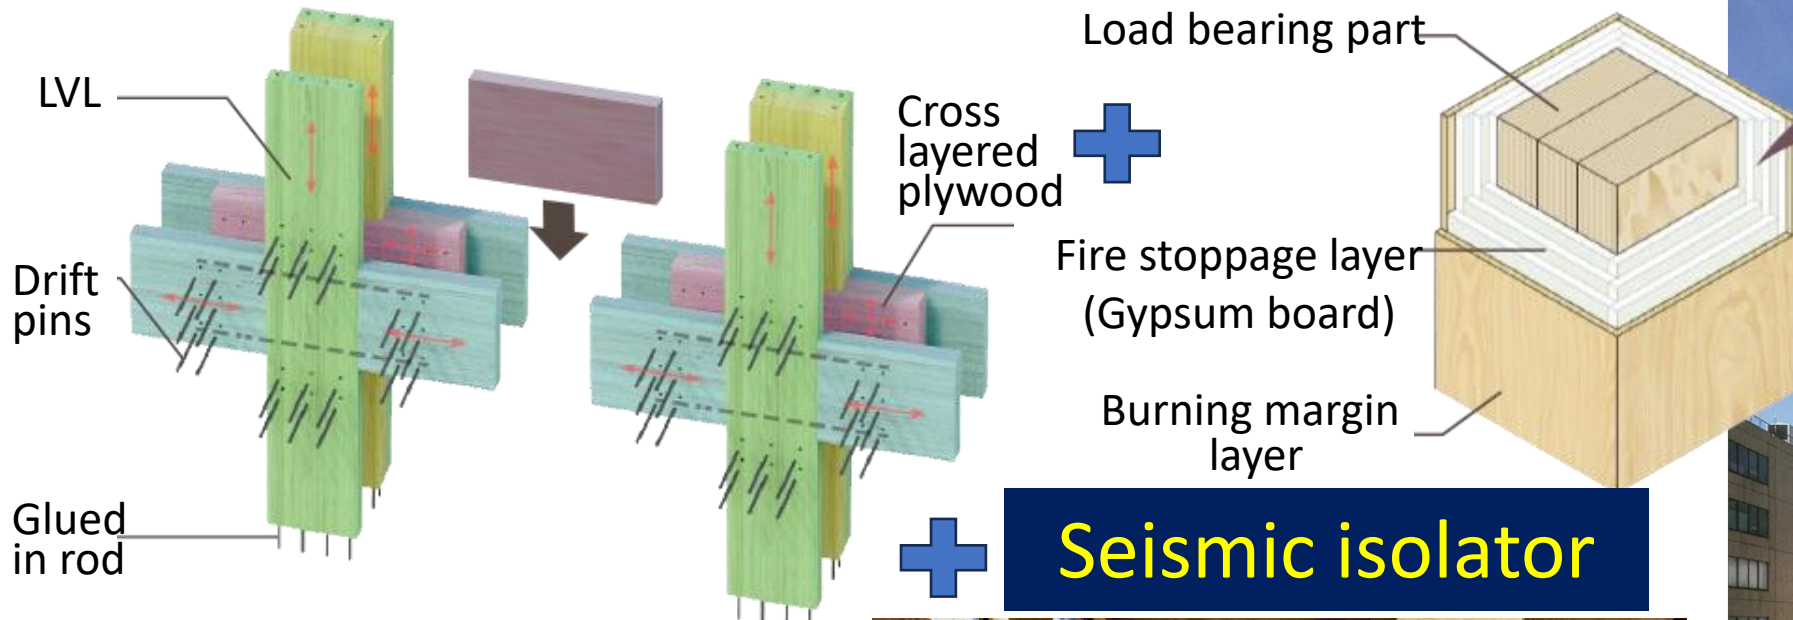 LVL
Drift
pins
Glued
in rod
Cross
layered
plywood
Load bearing part
Fire stoppage layer
(Gypsum board)
Burning margin
layer
Seismic isolator